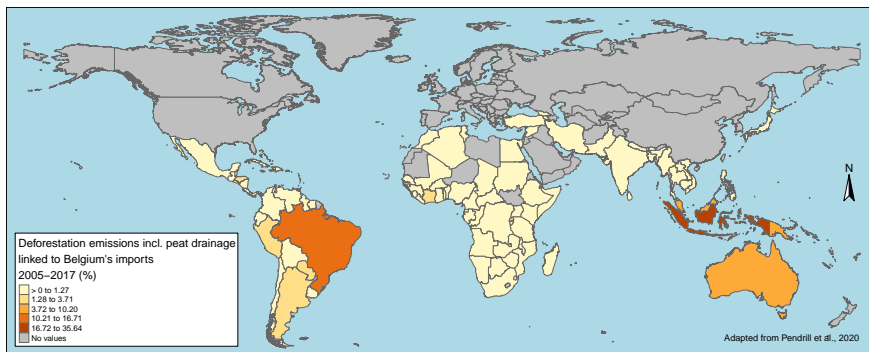 N
Deforestation emissions incl. peat drainage
linked to Belgium's imports
2005–2017 (%)
> 0 to 1.27
1.28 to 3.71
3.72 to 10.20
10.21 to 16.71
16.72 to 35.64
No values
Adapted from Pendrill et al., 2020